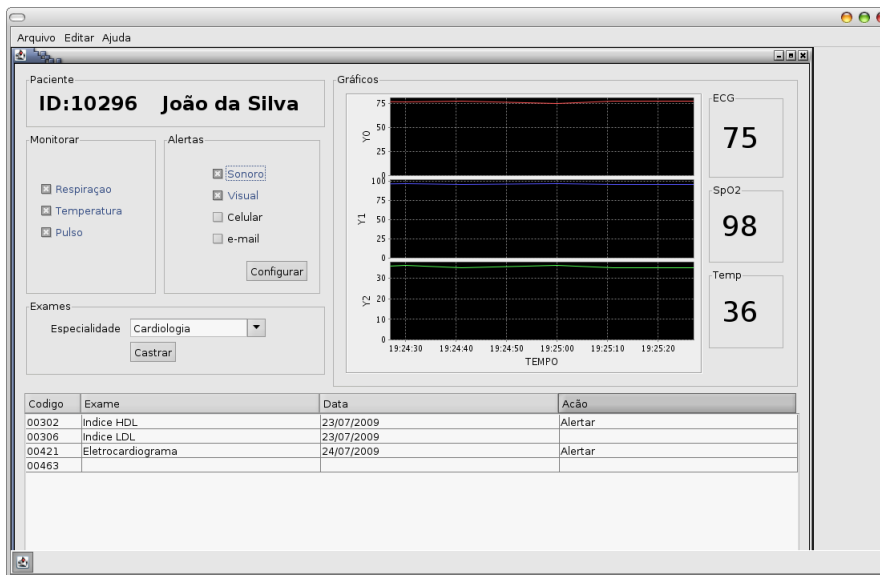 Arquivo Editar Ajuda
Paciente
ID:10296 João da Silva
Monitorar
Respiraçao
Temperatura
Pulso
Alertas
Sonoro
Visual
Celular
e-mail
Configurar
Exames
Especialidade Cardiologia
Castrar
Gráficos
Y0
75
50
25
0
Y1
100
75
50
25
0
Y2
30
20
10
0
19:24:30 19:24:40 19:24:50 19:25:00 19:25:10 19:25:20
TEMPO
ECG
75
SpO2
98
Temp
36
Codigo Exame Data Acão
00302 Indice HDL 23/07/2009 Alertar
00306 Indice LDL 23/07/2009
00421 Eletrocardiograma 24/07/2009 Alertar
00463